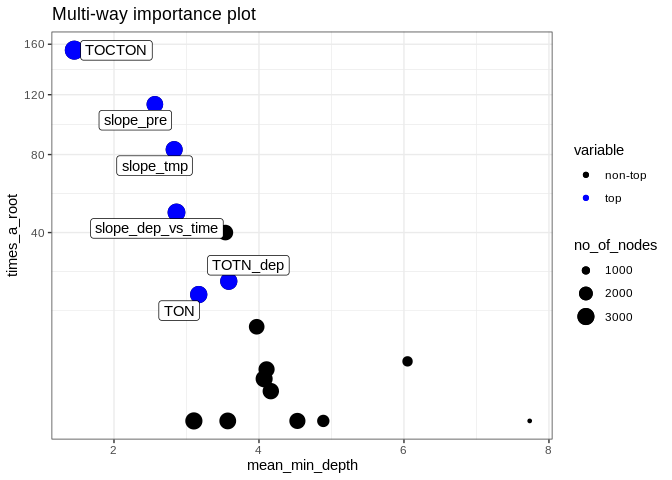 Multi-way importance plot
160
120
80
40
times_a_root
TOCTON
slope_pre
slope_tmp
slope_dep_vs_time
TOTN_dep
TON
2
4
6
8
mean_min_depth
variable
non-top
top
no_of_nodes
1000
2000
3000